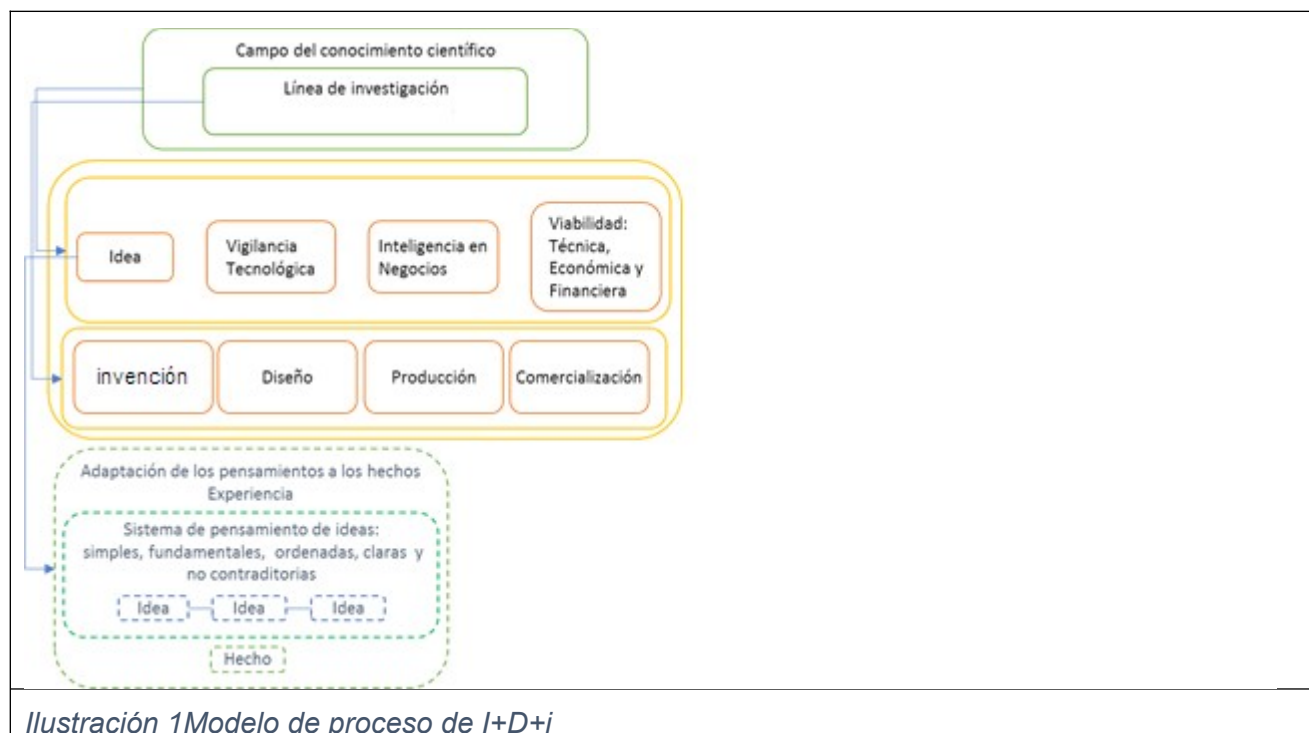 Campo del conocimiento científico
Línea de investigación
Idea
Vigilancia
Tecnológica
Inteligencia en
Negocios
Viabilidad:
Técnica,
Económica y
Financiera
invención
Diseño
Producción
Comercialización
Adaptación de los pensamientos a los hechos
Experiencia
Sistema de pensamiento de ideas:
simples, fundamentales, ordenadas, claras y
no contraditorias
Idea
Idea
Idea
Hecho
Ilustración 1Modelo de proceso de I+D+i